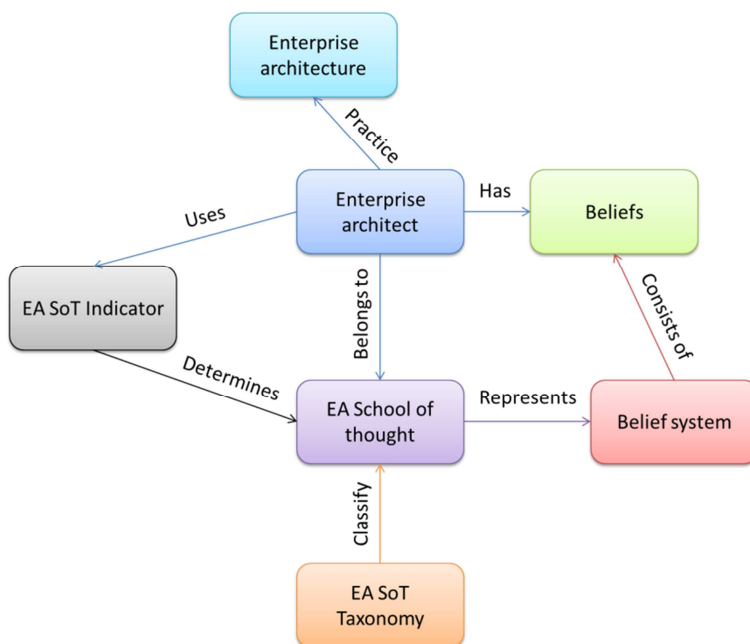 Enterprise
architecture
Practice
Enterprise
architect
Has
Beliefs
Uses
EA SoT Indicator
Belongs to
Consists of
Determines
EA School of
thought
Represents
Belief system
Classify
EA SoT
Taxonomy